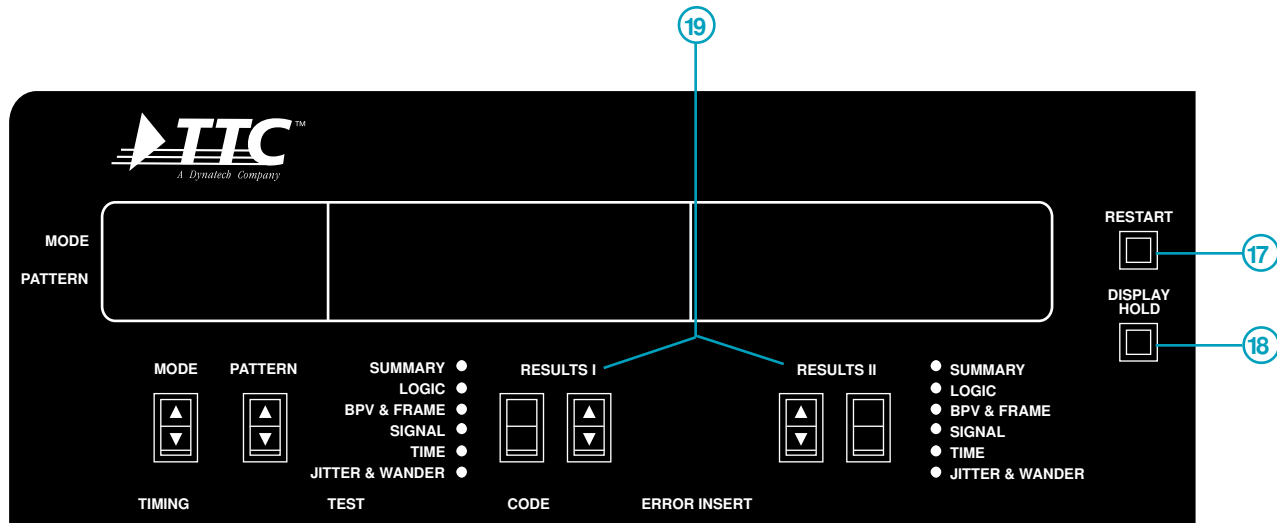 19
TTC™
A Dynatech Company
MODE
PATTERN
RESTART
17
DISPLAY
HOLD
18
MODE
PATTERN
SUMMARY
LOGIC
BPV & FRAME
SIGNAL
TIME
JITTER & WANDER
RESULTS I
RESULTS II
SUMMARY
LOGIC
BPV & FRAME
SIGNAL
TIME
JITTER & WANDER
TIMING
TEST
CODE
ERROR INSERT